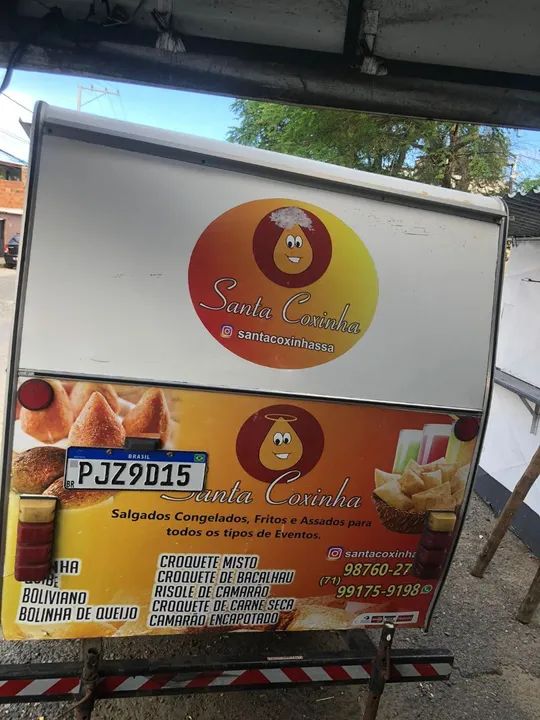 Santa Coxinha
santacoxinhassa
BRASIL
BR
PJZ9D15
Santa Coxinha
Salgados Congelados, Fritos e Assados para
todos os tipos de Eventos.
BOLIVIANO
BOLINHA DE QUEIJO
CROQUETE MISTO
CROQUETE DE BACALHAU
RISOLE DE CAMARÃO
CROQUETE DE CARNE SECA
CAMARÃO ENCAPOTADO
santacoxinha
(71)
98760-27
99175-9198